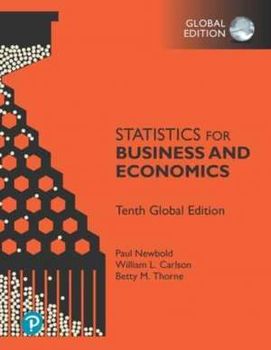 GLOBAL
EDITION
STATISTICS FOR
BUSINESS AND
ECONOMICS
Tenth Global Edition
Paul Newbold
William L. Carlson
Betty M. Thorne
P